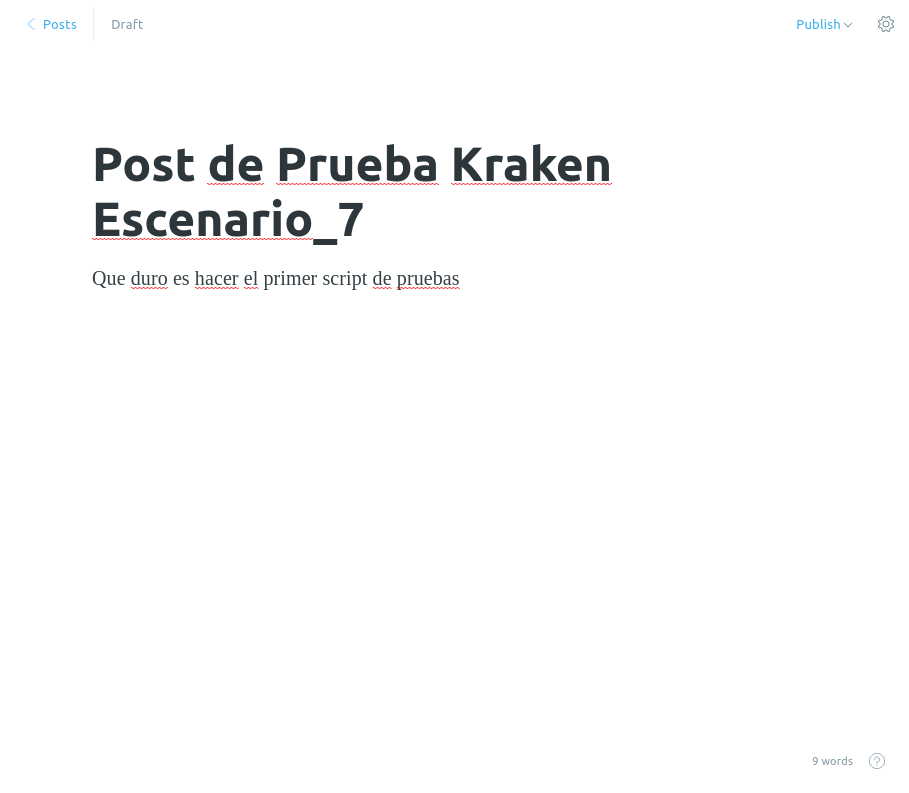 Posts
Draft
Publish
Post de Prueba Kraken
Escenario_7
Que duro es hacer el primer script de pruebas
9 words
?